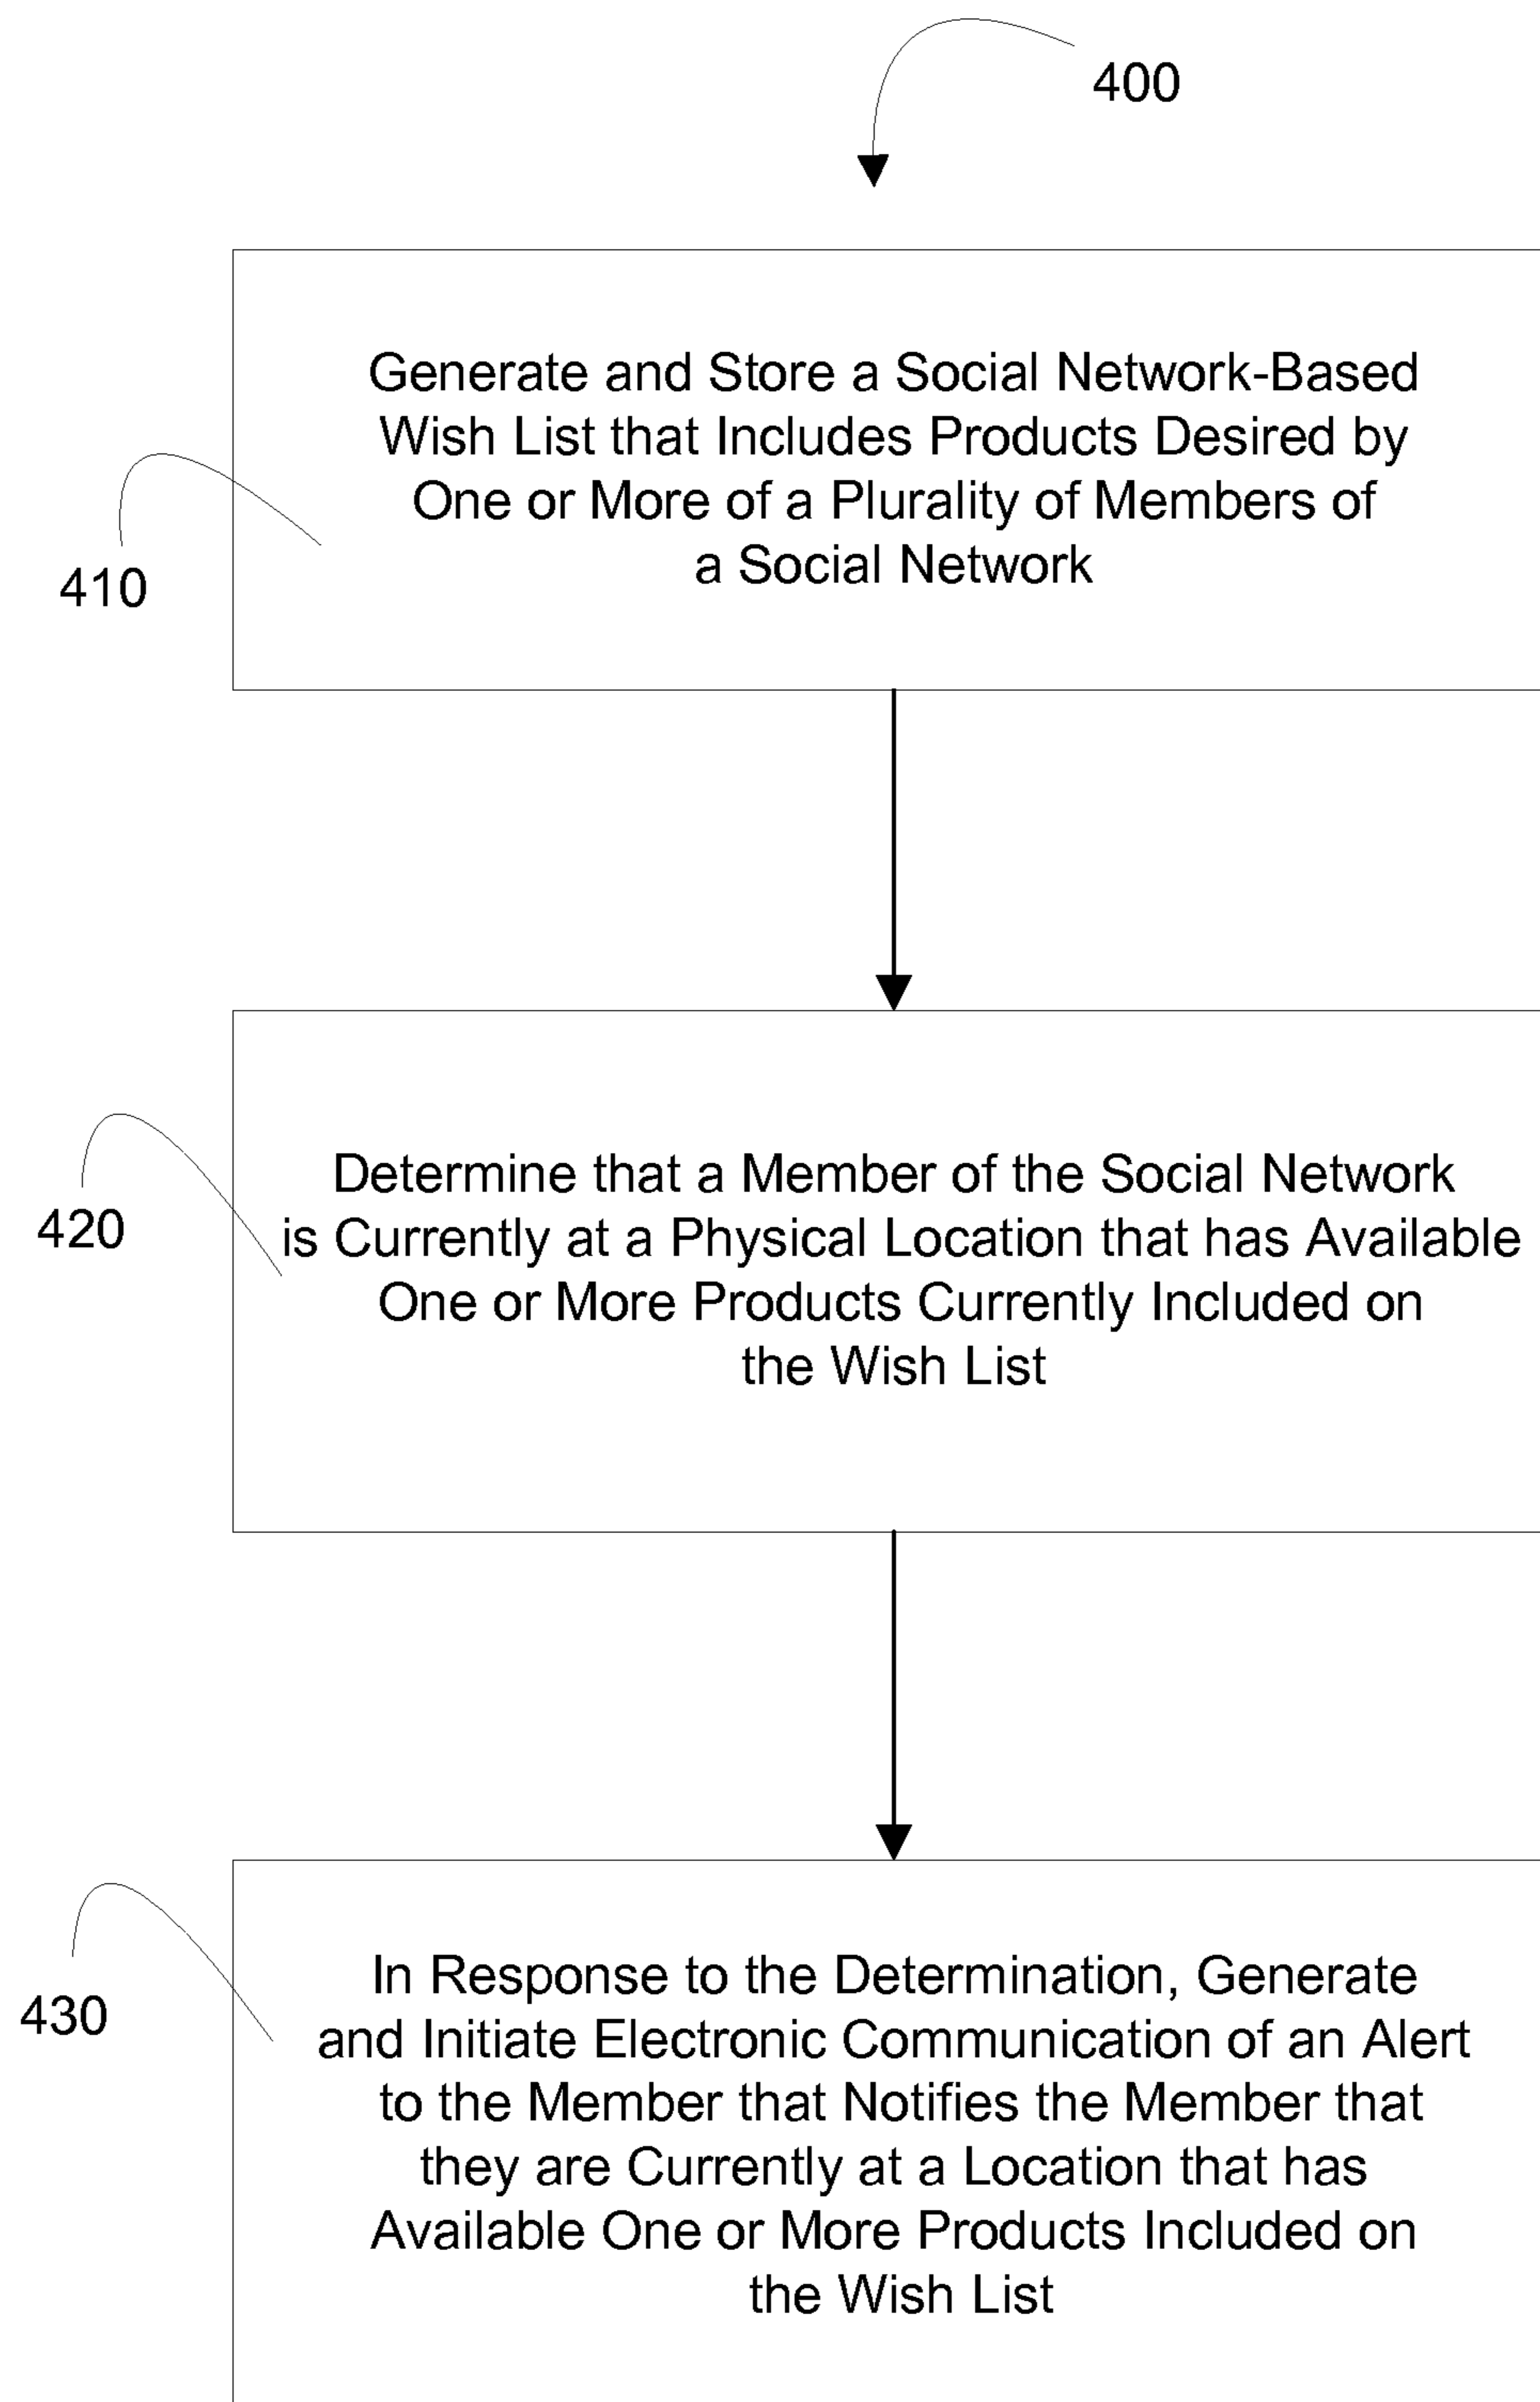 400
Generate and Store a Social Network-Based
Wish List that Includes Products Desired by
One or More of a Plurality of Members of
a Social Network
410
Determine that a Member of the Social Network
is Currently at a Physical Location that has Available
One or More Products Currently Included on
the Wish List
420
In Response to the Determination, Generate
and Initiate Electronic Communication of an Alert
to the Member that Notifies the Member that
they are Currently at a Location that has
Available One or More Products Included on
the Wish List
430